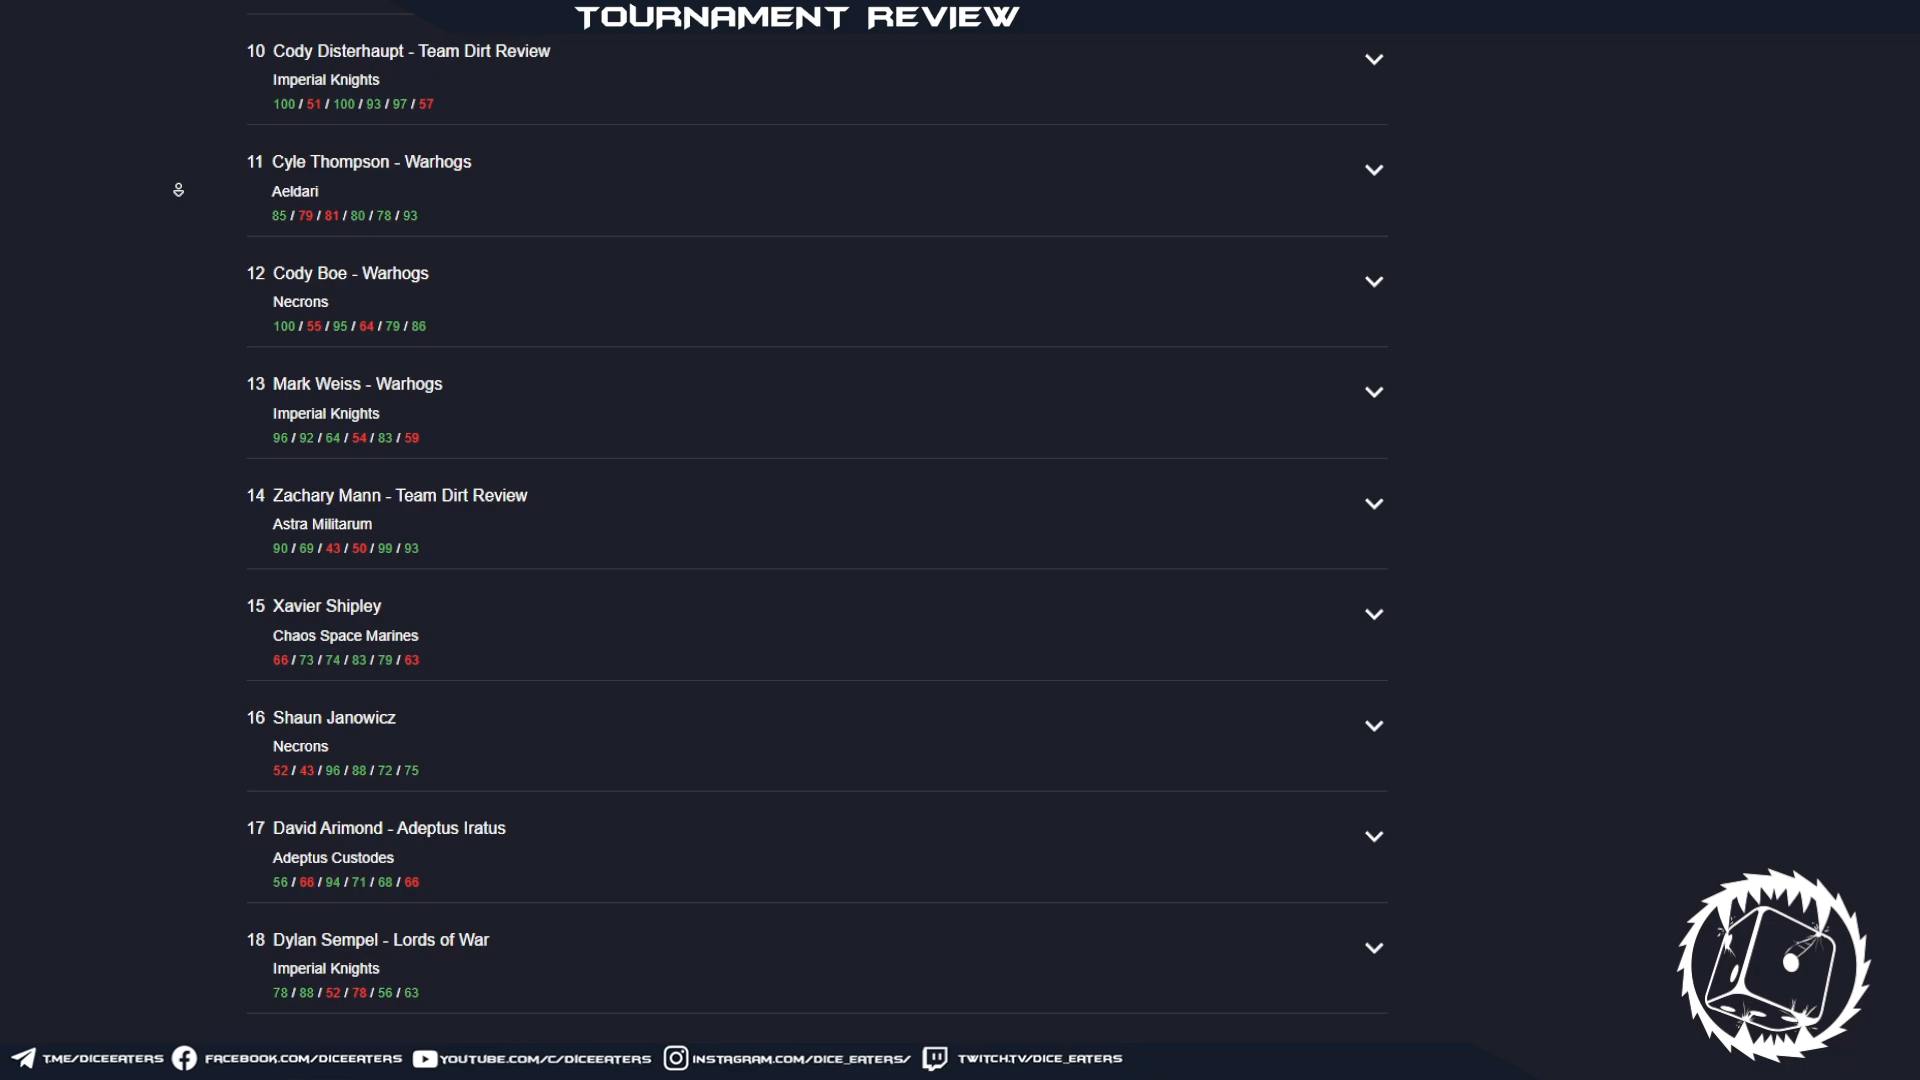 TOURNAMENT REVIEW
10 Cody Disterhaupt - Team Dirt Review
Imperial Knights
100 / 51 / 100 / 93 / 97 / 57
11 Cyle Thompson - Warhogs
Aeldari
85 / 79 / 81 / 80 / 78 / 93
12 Cody Boe - Warhogs
Necrons
100 / 55 / 95 / 64 / 79 / 86
13 Mark Weiss - Warhogs
Imperial Knights
96 / 92 / 64 / 54 / 83 / 59
14 Zachary Mann - Team Dirt Review
Astra Militarum
90 / 69 / 43 / 50 / 99 / 93
15 Xavier Shipley
Chaos Space Marines
66 / 73 / 74 / 83 / 79 / 63
16 Shaun Janowicz
Necrons
52 / 43 / 96 / 88 / 72 / 75
17 David Arimond - Adeptus Iratus
Adeptus Custodes
56 / 66 / 94 / 71 / 68 / 66
18 Dylan Sempel - Lords of War
Imperial Knights
78 / 88 / 52 / 78 / 56 / 63
T.ME/DICEEATERS FACEBOOK.COM/DICEEATERS YOUTUBE.COM/C/DICEEATERS INSTAGRAM.COM/DICE_EATERS/ TWITCH.TV/DICE_EATERS